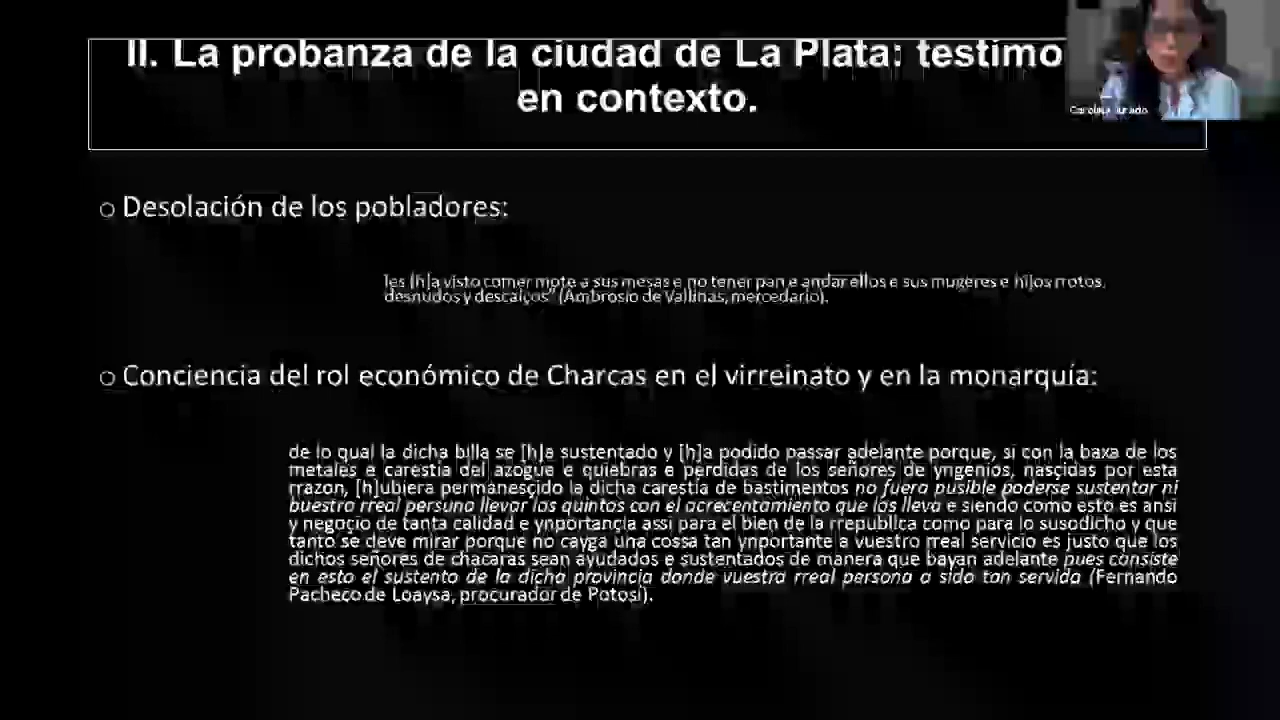 II. La probanza de la ciudad de La Plata: testimo
en contexto.
Carolina Jurado
o Desolación de los pobladores:
les [h]a visto comer mote a sus mesas e no tener pan e andar ellos e sus mugeres e hijos rrotos,
desnudos y descalços" (Ambrosio de Vallinas, mercedario).
o Conciencia del rol económico de Charcas en el virreinato y en la monarquía:
de lo qual la dicha billa se [h]a sustentado y [h]a podido passar adelante porque, si con la baxa de los
metales e carestia del azogue e quiebras e perdidas de los señores de yngenios, nasçidas por esta
rrazon, [h]ubiera permanesçido la dicha carestia de bastimentos no fuera pusible poderse sustentar ni
buestra rreal persona llevar los quintos con el acrecentamiento que los lleva e siendo como esto es ansi
y negoçio de tanta calidad e ynportançia assi para el bien de la rrepublica como para lo susodicho y que
tanto se deve mirar porque no cayga una cossa tan ynportante a vuestro rreal servicio es justo que los
dichos señores de chacaras sean ayudados e sustentados de manera que bayan adelante pues consiste
en esto el sustento de la dicha provincia donde vuestra rreal persona a sido tan servida (Fernando
Pacheco de Loaysa, procurador de Potosí).